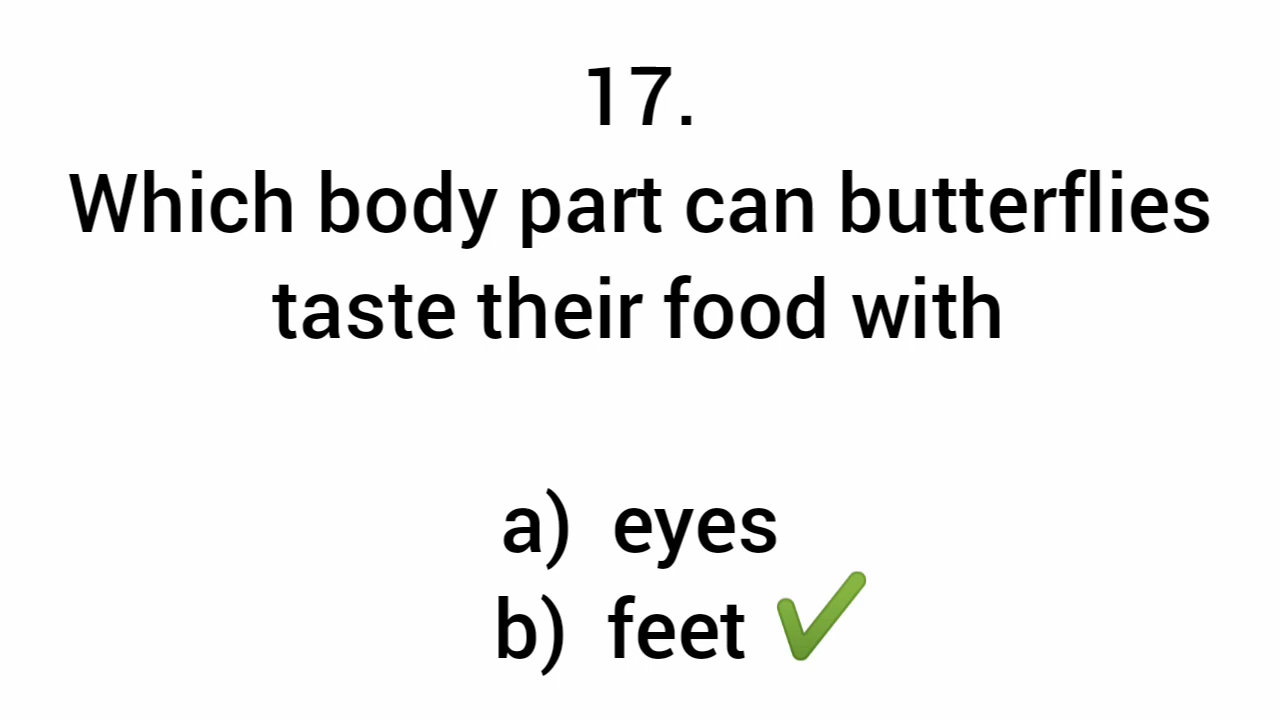 17.
Which body part can butterflies
taste their food with
a) eyes
b) feet ✔